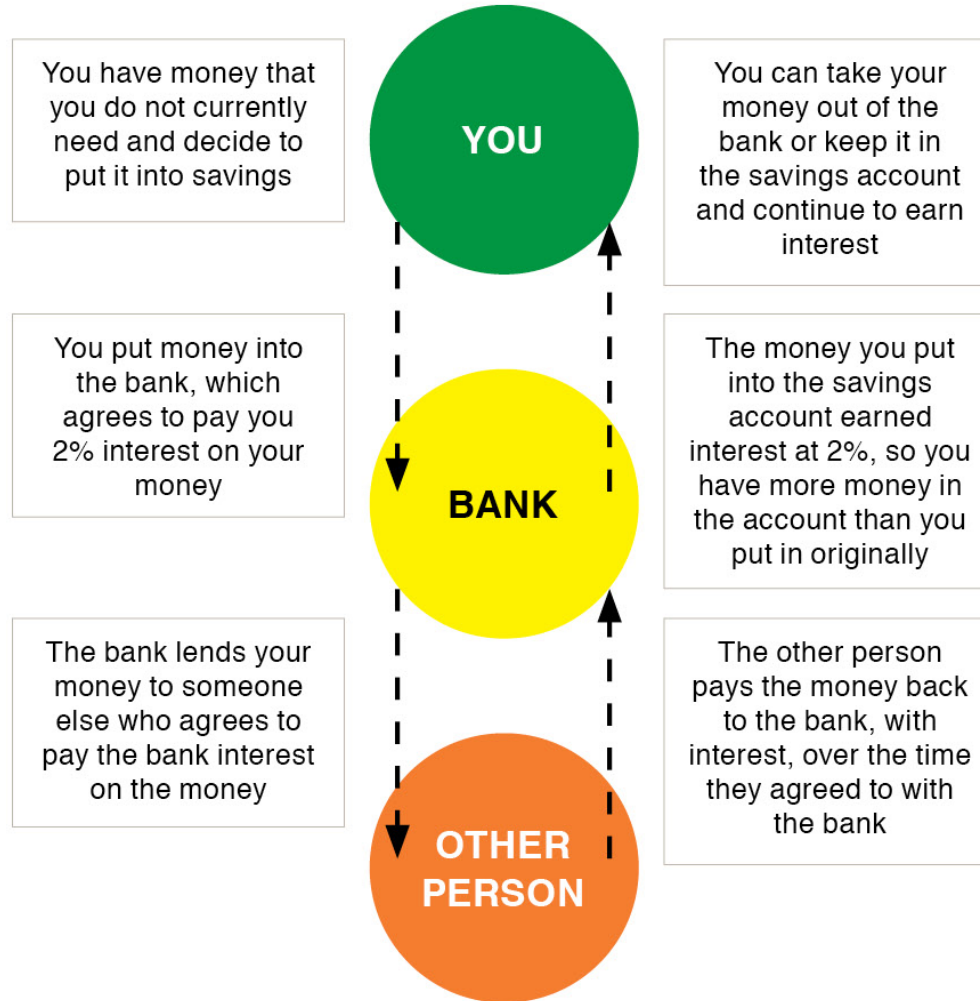 You have money that
you do not currently
need and decide to
put it into savings
YOU
You can take your
money out of the
bank or keep it in
the savings account
and continue to earn
interest
You put money into
the bank, which
agrees to pay you
2% interest on your
money
BANK
The money you put
into the savings
account earned
interest at 2%, so you
have more money in
the account than you
put in originally
The bank lends your
money to someone
else who agrees to
pay the bank interest
on the money
OTHER
PERSON
The other person
pays the money back
to the bank, with
interest, over the time
they agreed to with
the bank